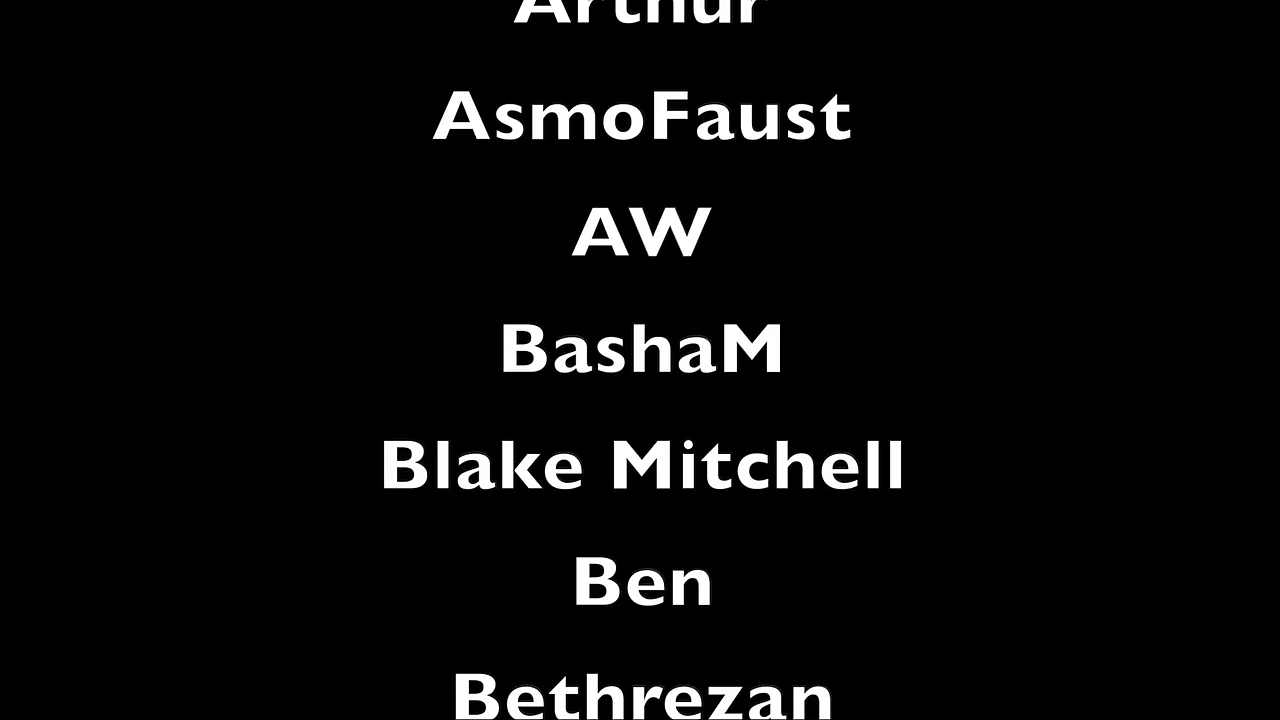 Arthur
AsmoFaust
AW
BashaM
Blake Mitchell
Ben
Bethrezan